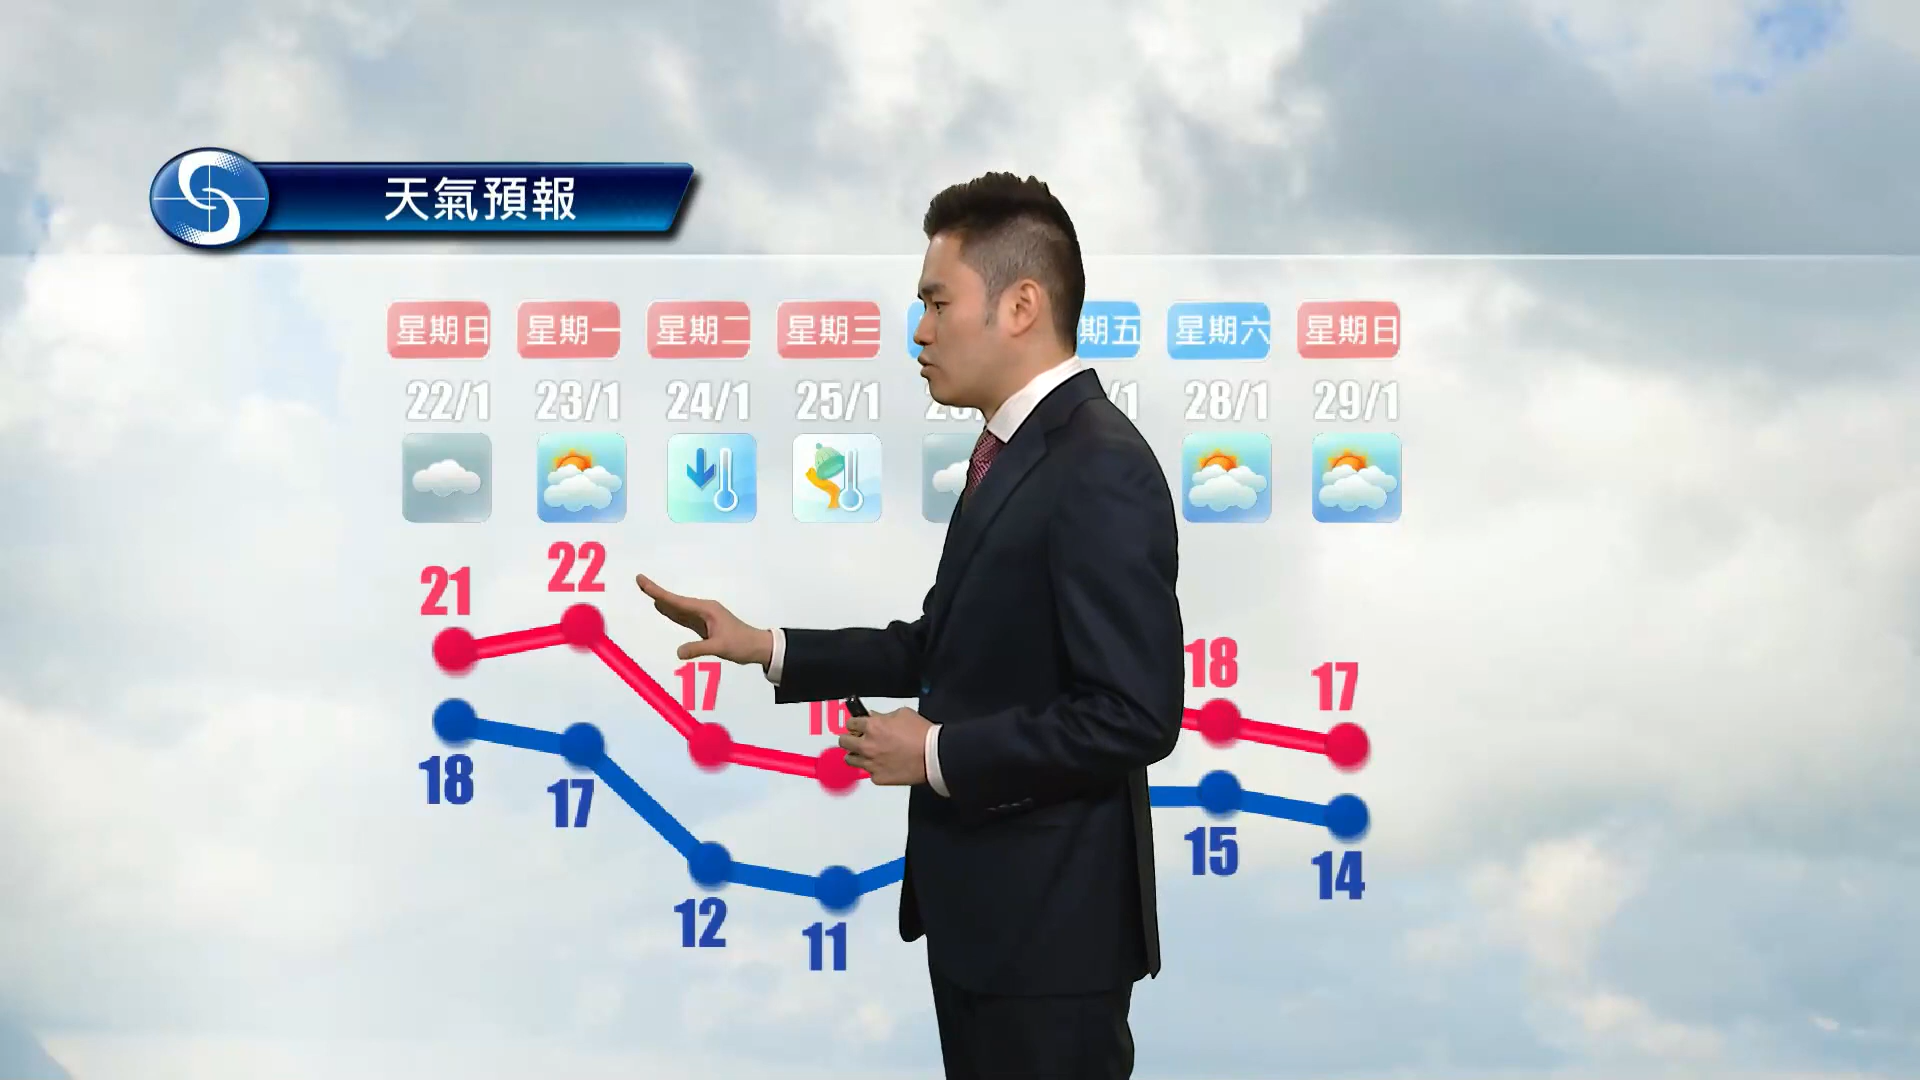 天氣預報
星期日 星期一 星期二 星期三 期五 星期六 星期日
22/1 23/1 24/1 25/1 /1 28/1 29/1
21 22 17 16 18 17
18 17 12 11 15 14